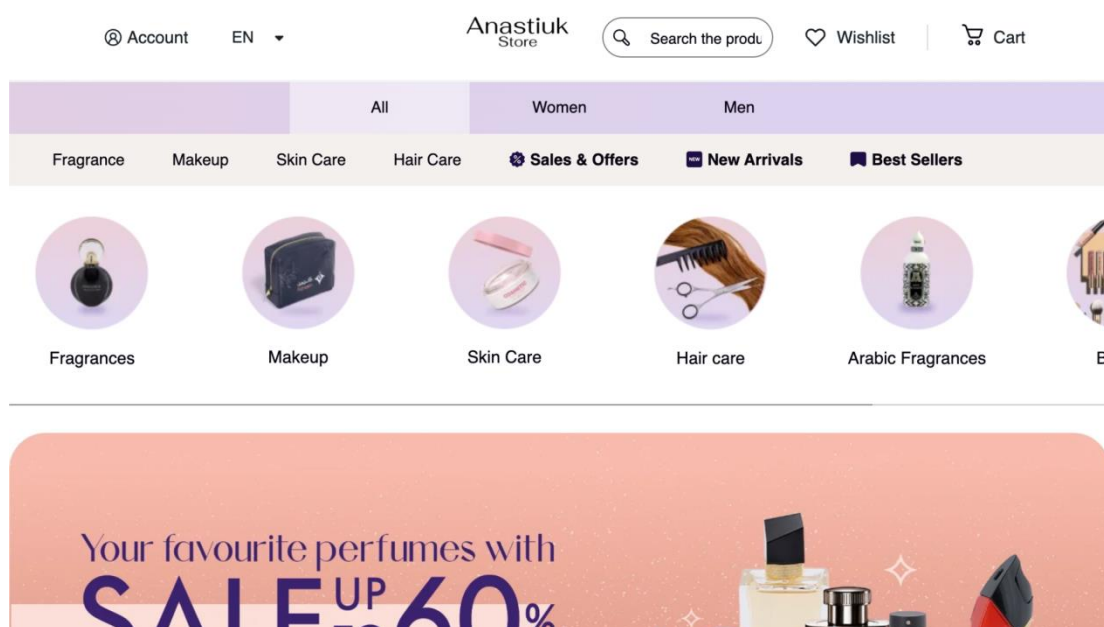 Account
EN
Anastiuk
Store
Search the produ
Wishlist
Cart
All
Women
Men
Fragrance
Makeup
Skin Care
Hair Care
Sales & Offers
NEW
New Arrivals
Best Sellers
Fragrances
Makeup
Skin Care
Hair care
Arabic Fragrances
Your favourite perfumes with
SALE UP TO 60%